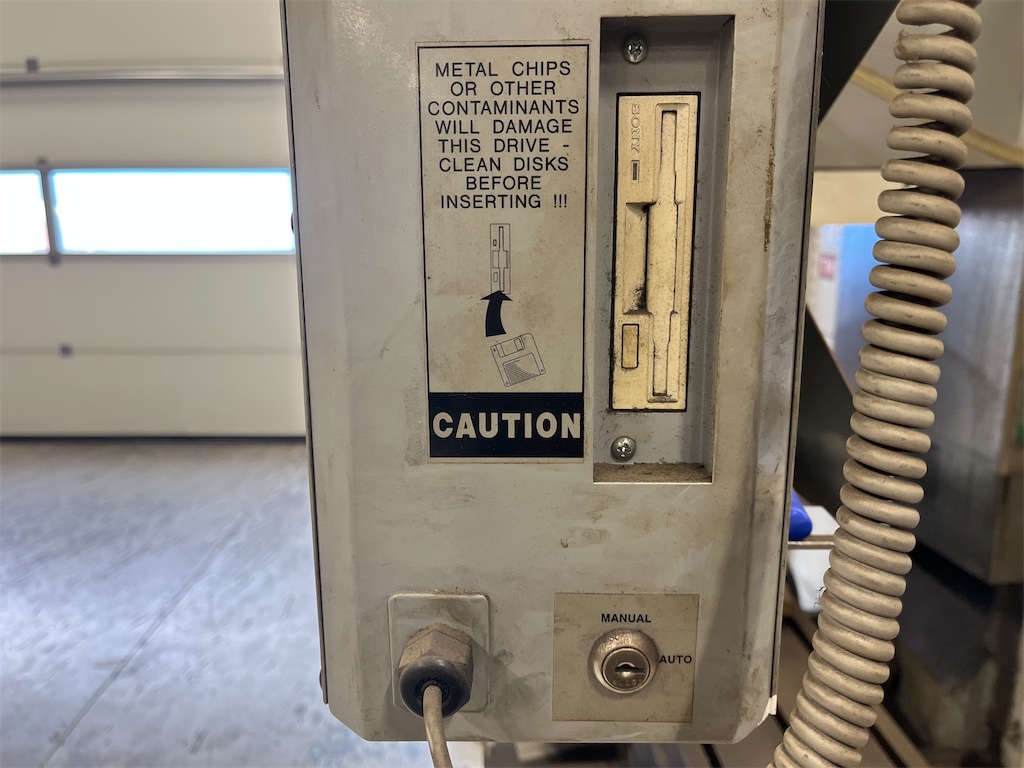 METAL CHIPS
OR OTHER
CONTAMINANTS
WILL DAMAGE
THIS DRIVE -
CLEAN DISKS
BEFORE
INSERTING !!!
CAUTION
SONY
MANUAL
AUTO